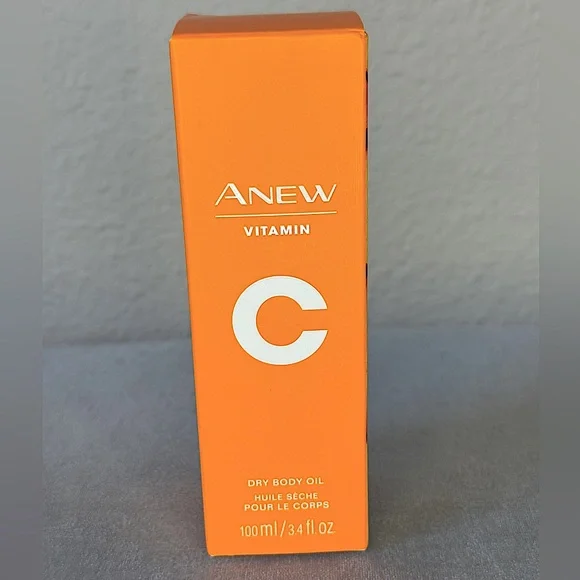 ANEW
VITAMIN
C
DRY BODY OIL
HUILE SÈCHE
POUR LE CORPS
100 ml / 3.4 fl. oz.